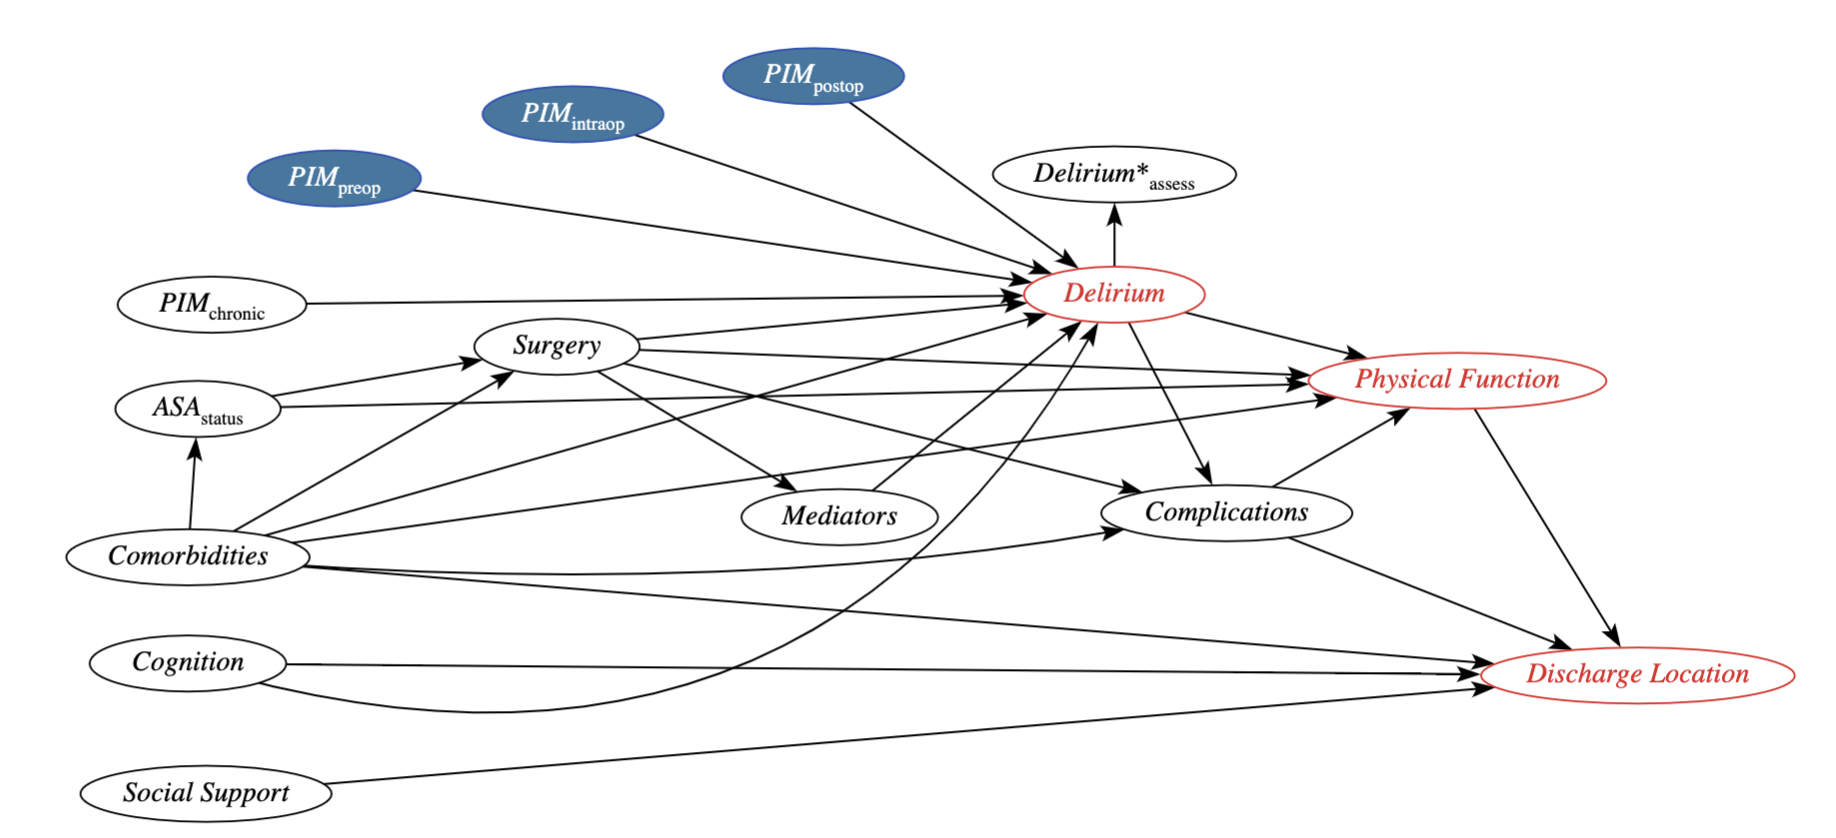 PIMpostop
PIMintraop
PIMpreop
Delirium*assess
PIMchronic
Delirium
Surgery
Physical Function
ASAstatus
Mediators
Complications
Comorbidities
Cognition
Discharge Location
Social Support